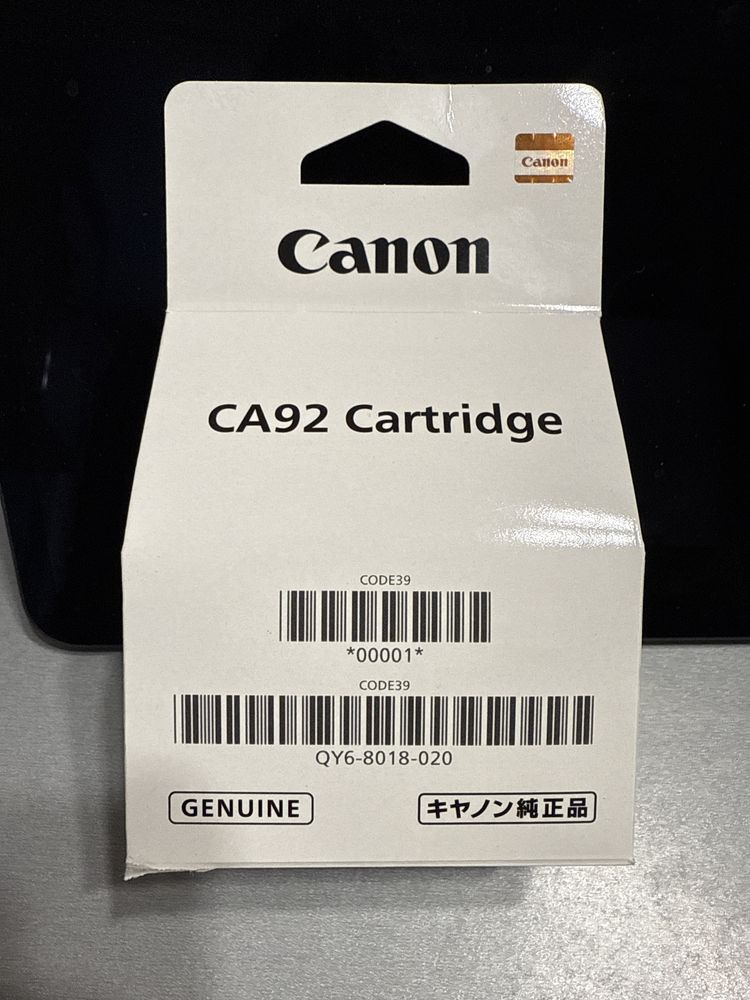 Canon
Canon
CA92 Cartridge
CODE39
*00001*
CODE39
QY6-8018-020
GENUINE
キヤノン純正品